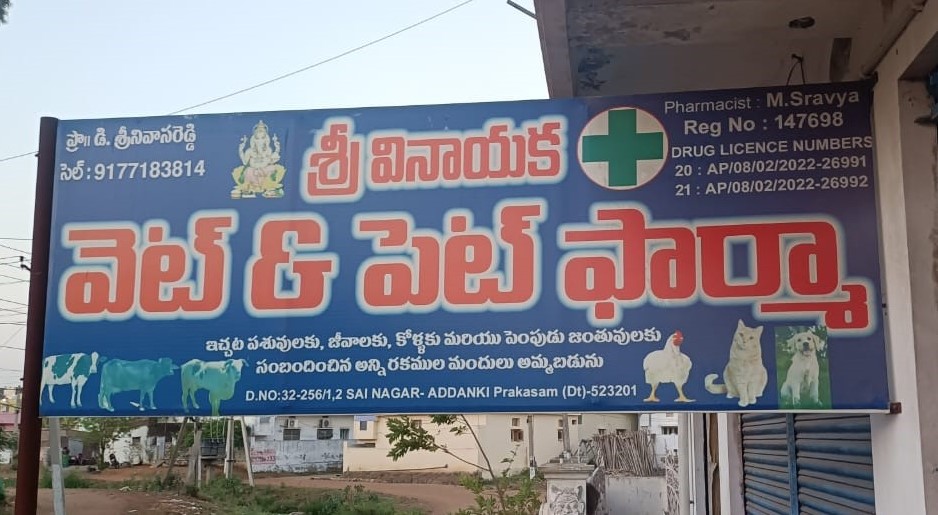 ప్రొ॥ డి. శ్రీనివాసరెడ్డి
సెల్ : 9177183814
శ్రీ వినాయక
Pharmacist : M.Sravya
Reg No : 147698
DRUG LICENCE NUMBERS
20 : AP/08/02/2022-26991
21 : AP/08/02/2022-26992
వెట్ & పెట్ ఫార్మా
ఇచ్చట పశువులకు, జీవాలకు, కోళ్ళకు మరియు పెంపుడు జంతువులకు
సంబందించిన అన్ని రకముల మందులు అమ్మబడును
D.NO:32-256/1,2 SAI NAGAR- ADDANKI Prakasam (Dt)-523201